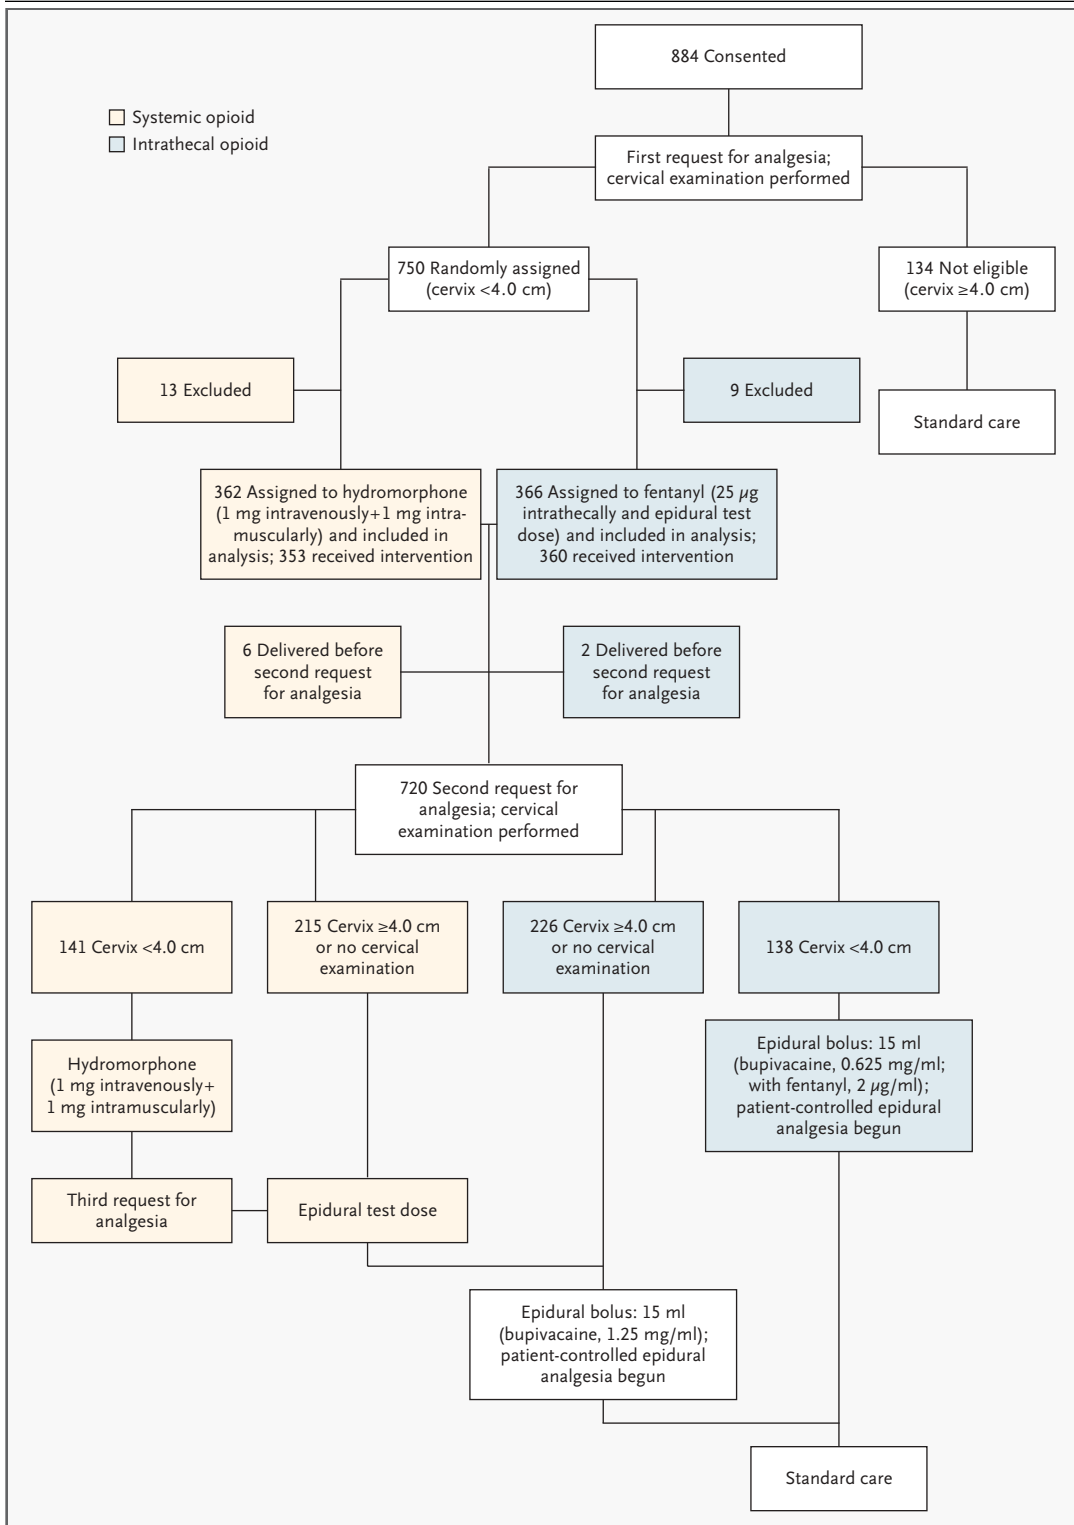 884 Consented
Systemic opioid
Intrathecal opioid
First request for analgesia;
cervical examination performed
750 Randomly assigned
(cervix <4.0 cm)
134 Not eligible
(cervix ≥4.0 cm)
13 Excluded
9 Excluded
Standard care
362 Assigned to hydromorphone
(1 mg intravenously+1 mg intra-
muscularly) and included in
analysis; 353 received intervention
366 Assigned to fentanyl (25 µg
intrathecally and epidural test
dose) and included in analysis;
360 received intervention
6 Delivered before
second request
for analgesia
2 Delivered before
second request
for analgesia
720 Second request for
analgesia; cervical
examination performed
141 Cervix <4.0 cm
215 Cervix ≥4.0 cm
or no cervical
examination
226 Cervix ≥4.0 cm
or no cervical
examination
138 Cervix <4.0 cm
Hydromorphone
(1 mg intravenously+
1 mg intramuscularly)
Epidural bolus: 15 ml
(bupivacaine, 0.625 mg/ml;
with fentanyl, 2 µg/ml);
patient-controlled epidural
analgesia begun
Third request for
analgesia
Epidural test dose
Epidural bolus: 15 ml
(bupivacaine, 1.25 mg/ml);
patient-controlled epidural
analgesia begun
Standard care